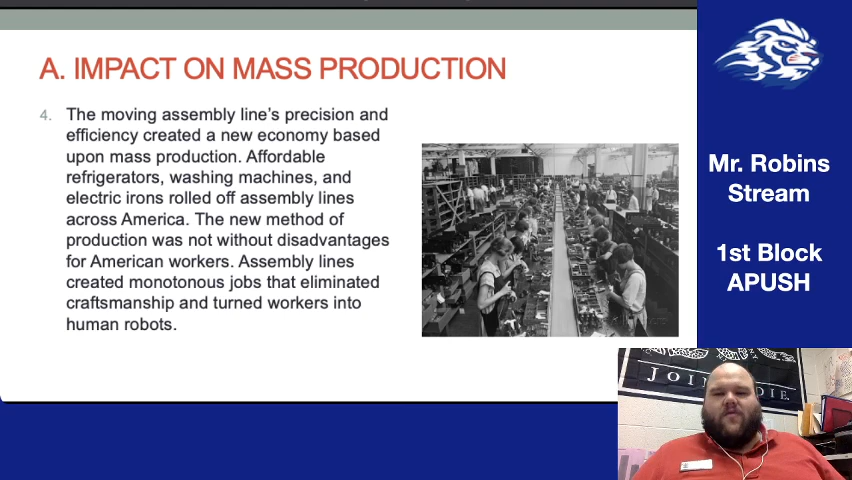 A. IMPACT ON MASS PRODUCTION
4. The moving assembly line’s precision and
efficiency created a new economy based
upon mass production. Affordable
refrigerators, washing machines, and
electric irons rolled off assembly lines
across America. The new method of
production was not without disadvantages
for American workers. Assembly lines
created monotonous jobs that eliminated
craftsmanship and turned workers into
human robots.
Mr. Robins
Stream
1st Block
APUSH
JOIN
DIE.